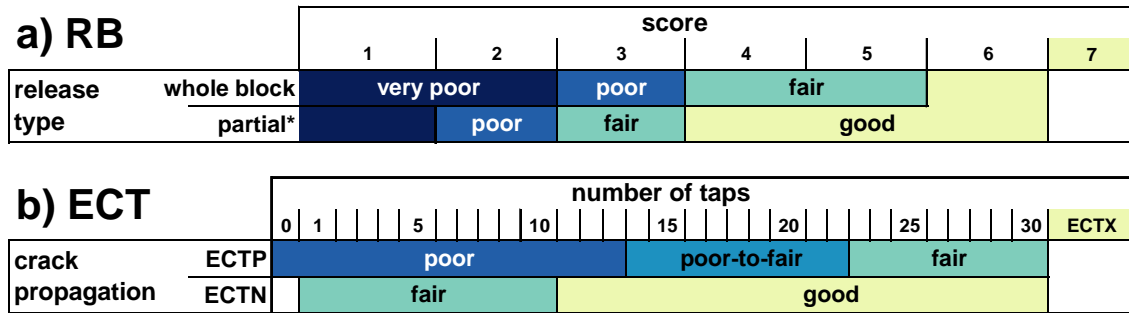 a) RB
score
1 2 3 4 5 6 7
release whole block very poor poor fair
type partial* poor fair good
b) ECT
number of taps
0 1 5 10 15 20 25 30 ECTX
crack ECTP poor poor-to-fair fair
propagation ECTN fair good